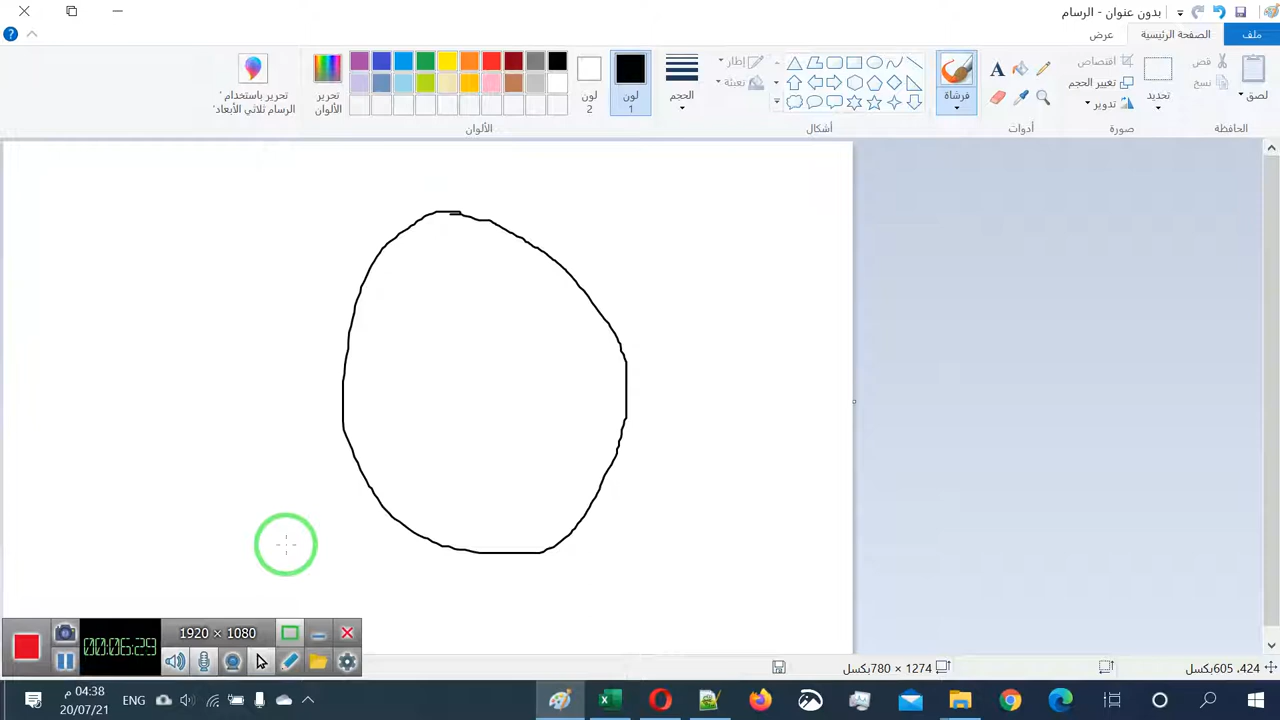 بدون عنوان - الرسام
ملف
الصفحة الرئيسية
عرض
لصق
قص
نسخ
الحافظة
تحديد
اقتصاص
تغيير الحجم
تدوير
صورة
A
أدوات
فرشاة
إطار
تعبئة
أشكال
الحجم
لون
1
لون
2
تحرير
الألوان
الألوان
تحرير باستخدام
الرسام ثلاثي الأبعاد
00:06:29
1920 × 1080
780 × 1274بكسل
605، 424بكسل
04:38 م
20/07/21
ENG